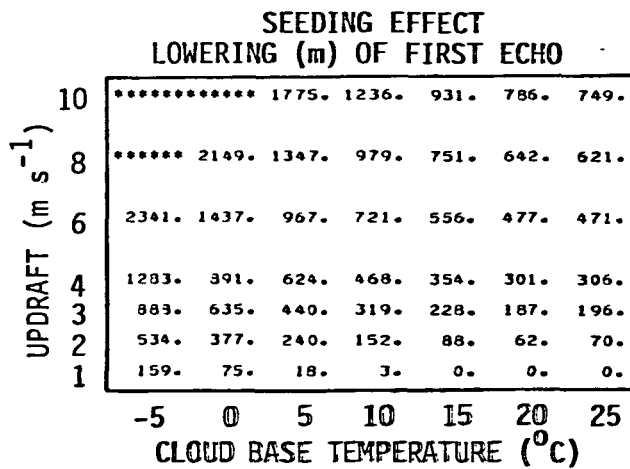 SEEDING EFFECT
LOWERING (m) OF FIRST ECHO
10 ************ 1775. 1236. 931. 786. 749.
8 ****** 2149. 1347. 979. 751. 642. 621.
6 2341. 1437. 967. 721. 556. 477. 471.
4 1283. 391. 624. 468. 354. 301. 306.
3 883. 635. 440. 319. 228. 187. 196.
2 534. 377. 240. 152. 88. 62. 70.
1 159. 75. 18. 3. 0. 0. 0.
UPDRAFT (m s⁻¹)
-5 0 5 10 15 20 25
CLOUD BASE TEMPERATURE (⁰C)